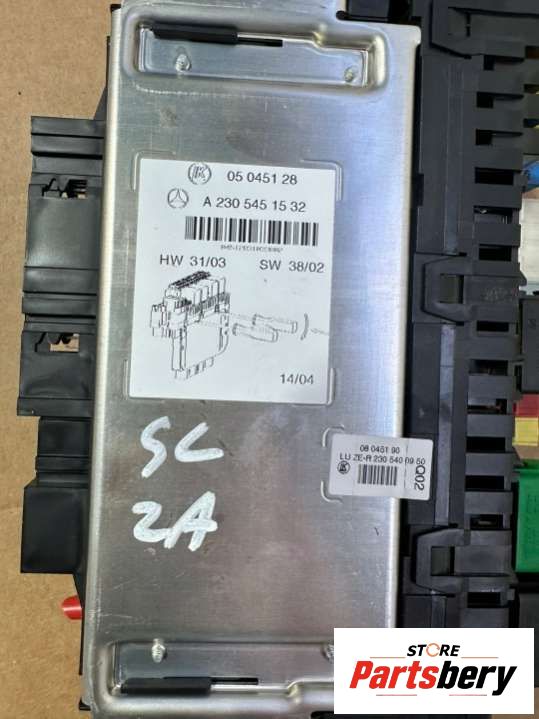 05 0451 28
A 230 545 15 32
HW 31/03 SW 38/02
14/04
SC
2A
08 0451 90
LU ZE-R 230 540 09 50
Q02
STORE
Partsbery